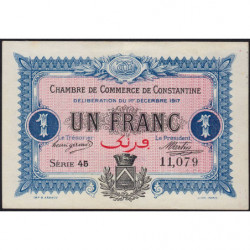 CHAMBRE DE COMMERCE DE CONSTANTINE
DÉLIBÉRATION DU 1ER DÉCEMBRE 1917
1 UN FRANC 1
فرنك
Le Trésorier Le Président
SÉRIE 45 11,079